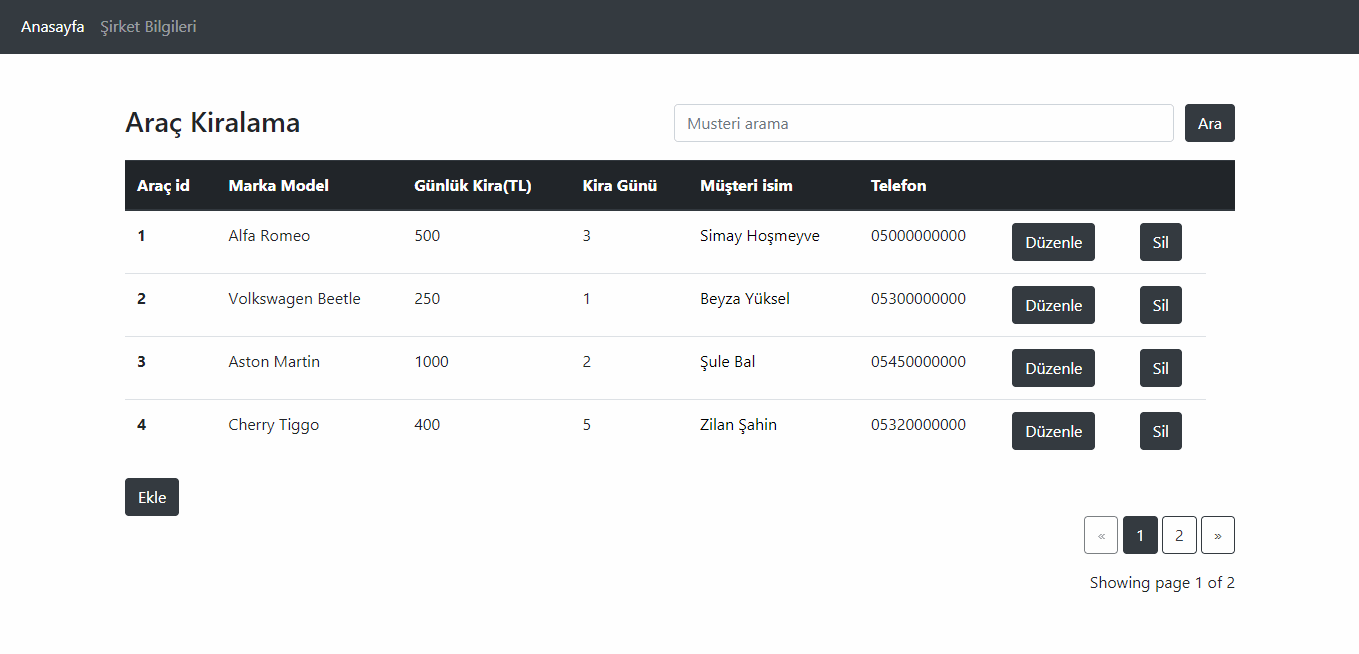 Anasayfa Şirket Bilgileri
Araç Kiralama Musteri arama Ara
Araç id Marka Model Günlük Kira(TL) Kira Günü Müşteri isim Telefon
1 Alfa Romeo 500 3 Simay Hoşmeyve 05000000000 Düzenle Sil
2 Volkswagen Beetle 250 1 Beyza Yüksel 05300000000 Düzenle Sil
3 Aston Martin 1000 2 Şule Bal 05450000000 Düzenle Sil
4 Cherry Tiggo 400 5 Zilan Şahin 05320000000 Düzenle Sil
Ekle
« 1 2 »
Showing page 1 of 2